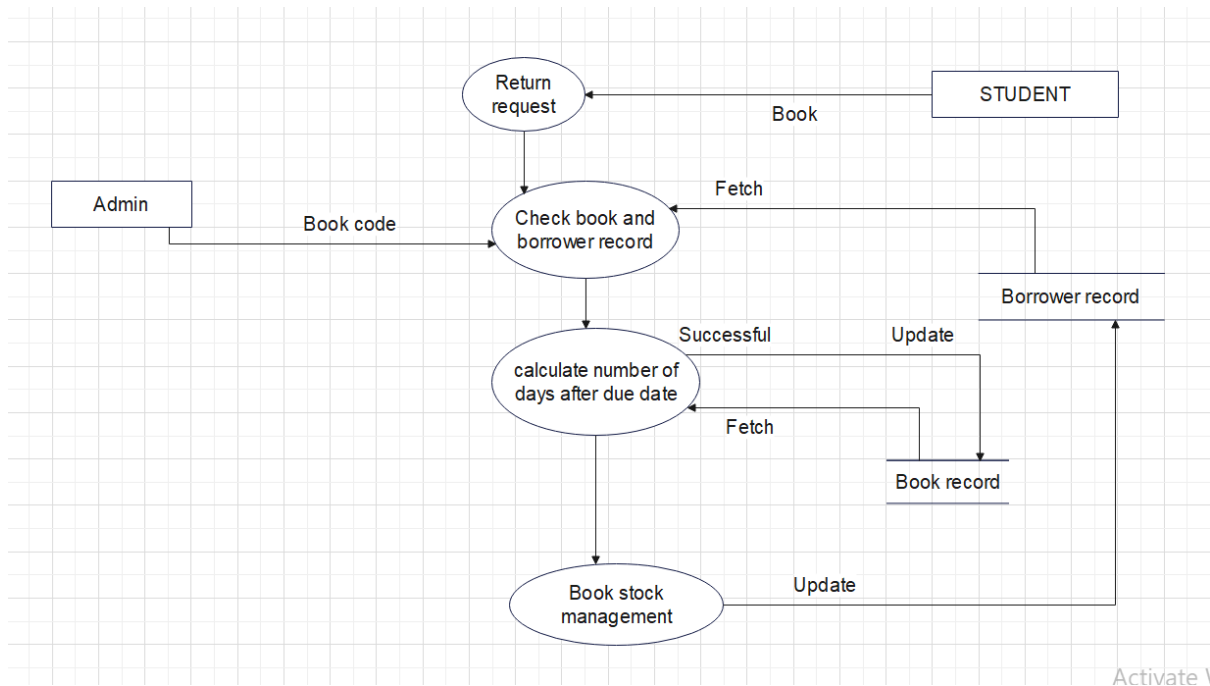 Return
request
STUDENT
Book
Admin
Fetch
Check book and
borrower record
Book code
Borrower record
Successful
Update
calculate number of
days after due date
Fetch
Book record
Book stock
management
Update
Activate